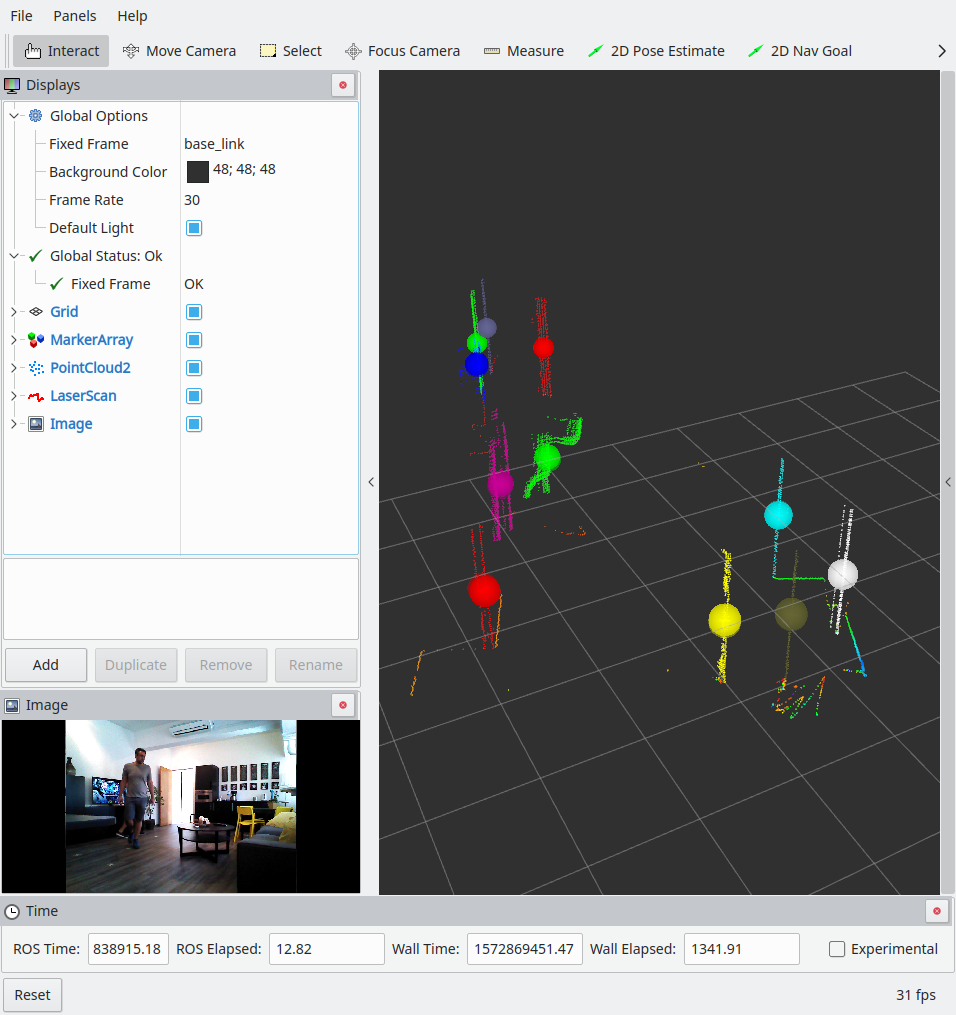 File Panels Help
Interact Move Camera Select Focus Camera Measure 2D Pose Estimate 2D Nav Goal
Displays
Global Options
Fixed Frame base_link
Background Color 48; 48; 48
Frame Rate 30
Default Light
Global Status: Ok
Fixed Frame OK
Grid
MarkerArray
PointCloud2
LaserScan
Image
Add Duplicate Remove Rename
Image
Time
ROS Time: 838915.18 ROS Elapsed: 12.82 Wall Time: 1572869451.47 Wall Elapsed: 1341.91 Experimental
Reset 31 fps